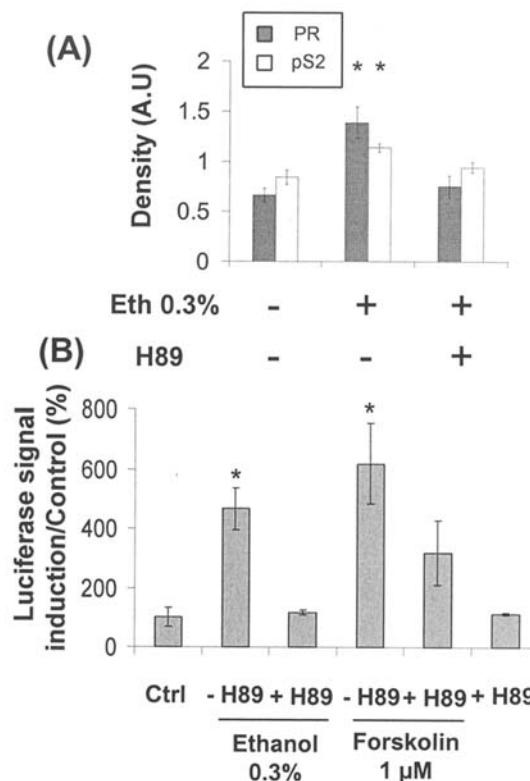 (A)
PR
pS2
Density (A.U)
2
1.5
1
0.5
0
* *
Eth 0.3% - + +
H89 - - +
(B)
Luciferase signal
induction/Control (%)
800
600
400
200
0
*
*
Ctrl - H89 + H89 - H89 + H89 + H89
Ethanol
0.3%
Forskolin
1 µM